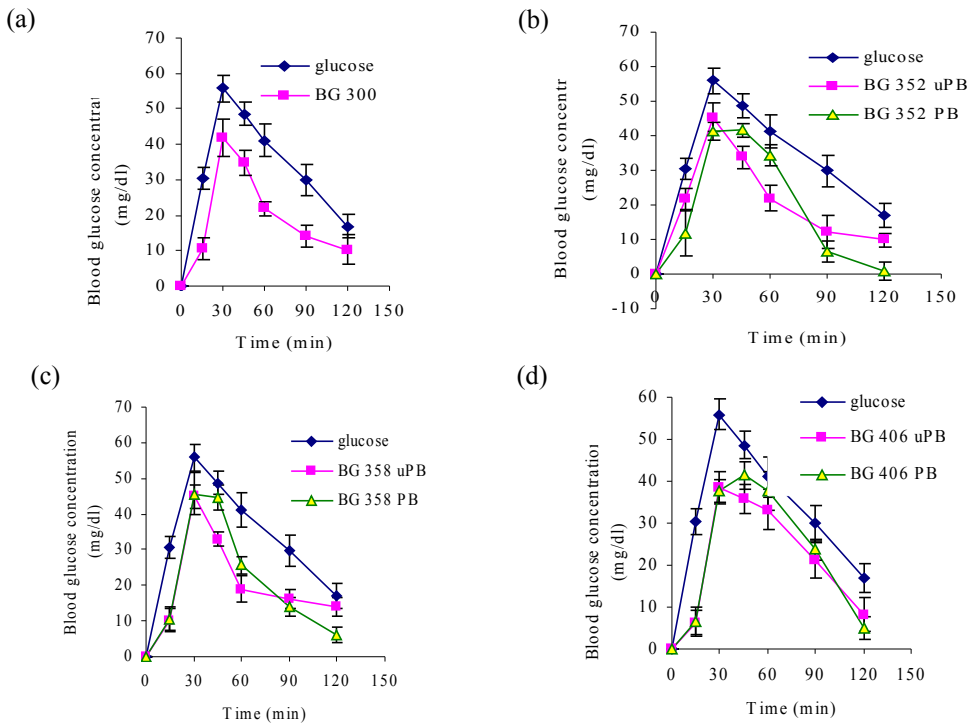 (a)
Blood glucose concentrat
(mg/dl)
70
60
50
40
30
20
10
0
0 30 60 90 120 150
Time (min)
glucose
BG 300
(b)
Blood glucose concentr
(mg/dl)
70
60
50
40
30
20
10
0
-10
0 30 60 90 120 150
Time (min)
glucose
BG 352 uPB
BG 352 PB
(c)
Blood glucose concentration
(mg/dl)
70
60
50
40
30
20
10
0
0 30 60 90 120 150
Time (min)
glucose
BG 358 uPB
BG 358 PB
(d)
Blood glucose concentration
(mg/dl)
60
50
40
30
20
10
0
0 30 60 90 120 150
Time (min)
glucose
BG 406 uPB
BG 406 PB